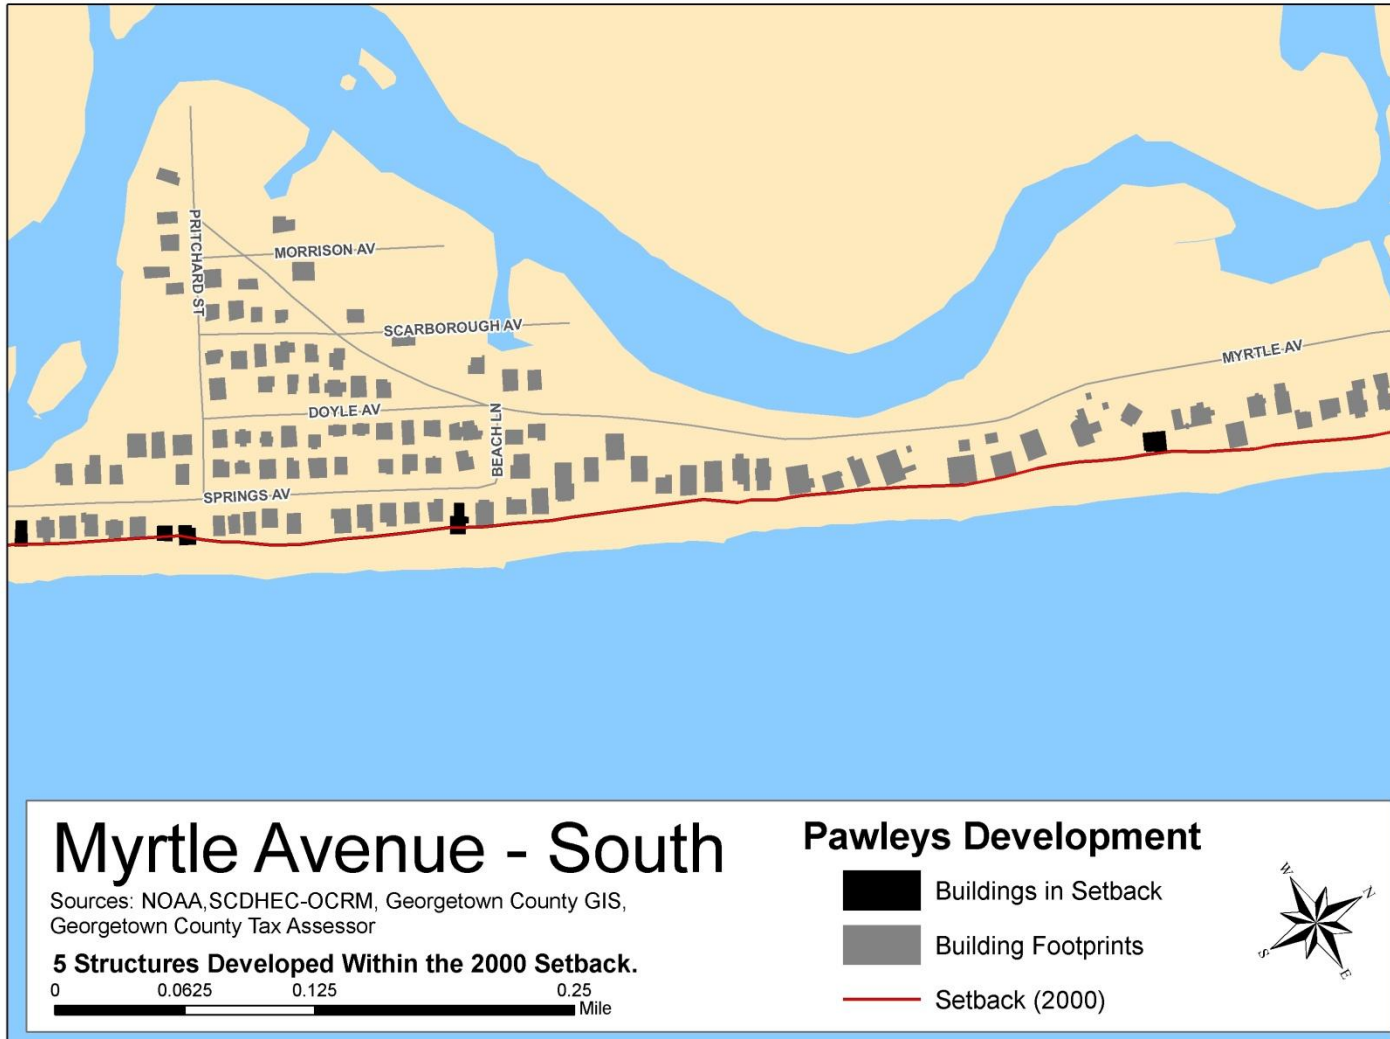 PRITCHARD ST
MORRISON AV
SCARBOROUGH AV
MYRTLE AV
DOYLE AV
BEACH LN
SPRINGS AV
Myrtle Avenue - South
Sources: NOAA,SCDHEC-OCRM, Georgetown County GIS,
Georgetown County Tax Assessor
5 Structures Developed Within the 2000 Setback.
0 0.0625 0.125 0.25
Mile
Pawleys Development
Buildings in Setback
Building Footprints
Setback (2000)
W
N
S
E